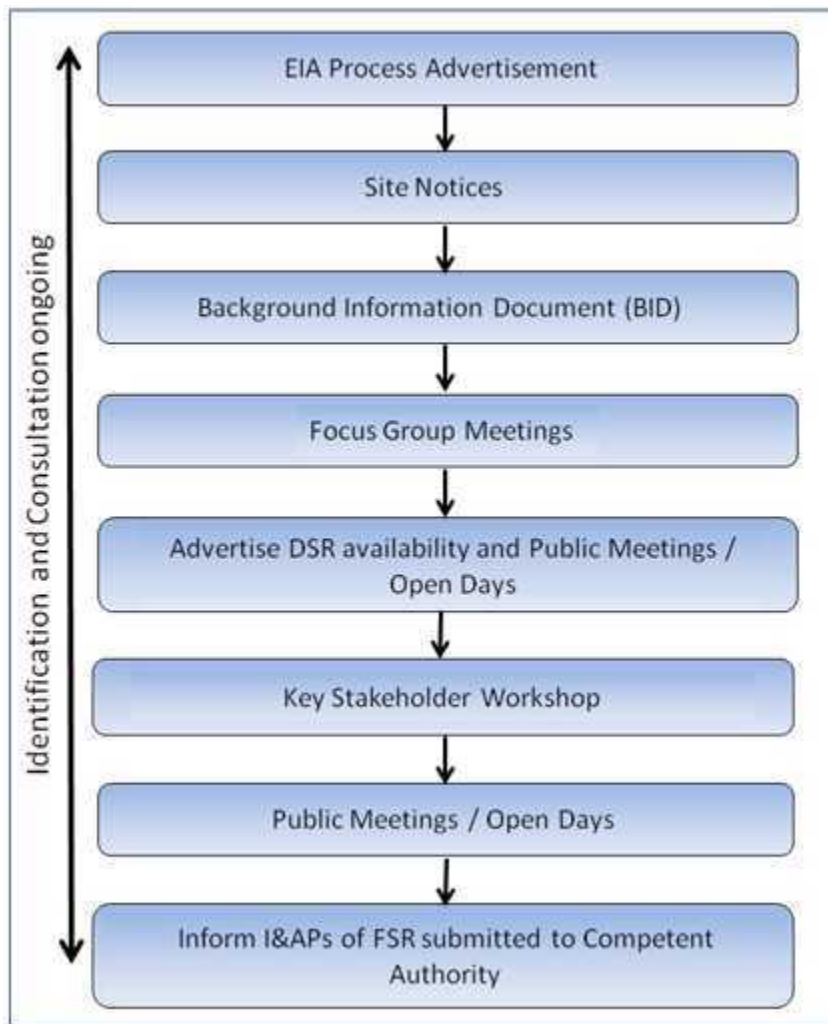 EIA Process Advertisement
Site Notices
Background Information Document (BID)
Focus Group Meetings
Advertise DSR availability and Public Meetings /
Open Days
Key Stakeholder Workshop
Public Meetings / Open Days
Inform I&APs of FSR submitted to Competent
Authority
Identification and Consultation ongoing